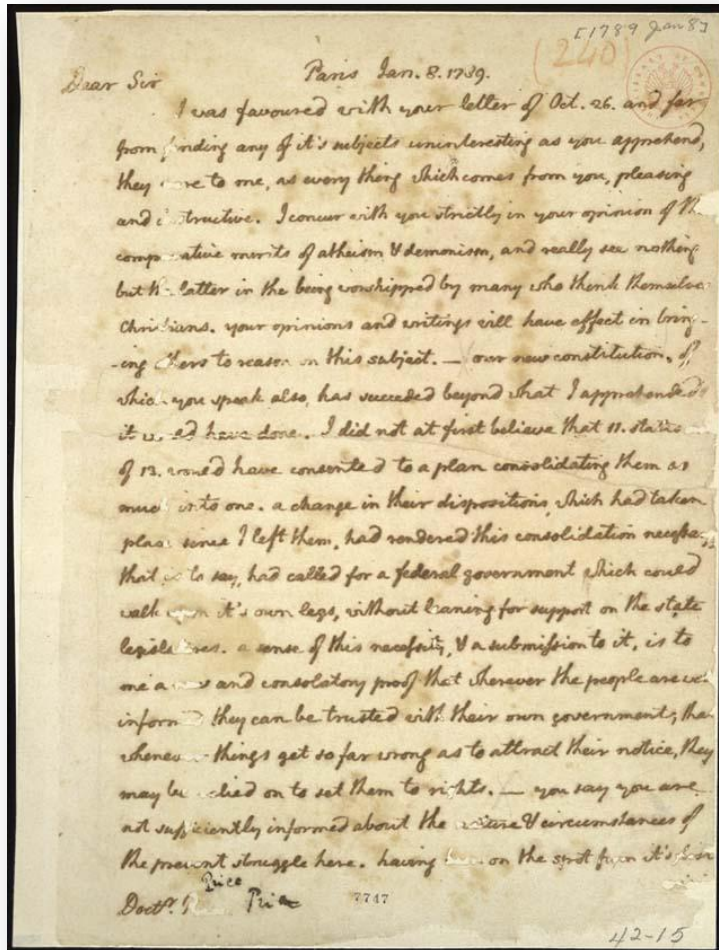 [1789 Jan 8]
(240)
Paris Jan. 8. 1789.
Dear Sir
I was favoured with your letter of Oct. 26. and far
from finding any of it's subjects uninteresting as you apprehend,
they were to me, as every thing which comes from you, pleasing
and instructive. I concur with you strictly in your opinion of the
comparative merits of atheism & demonism, and really see nothing
but the latter in the being worshipped by many who think themselves
Christians. your opinions and writings will have effect in bring-
-ing others to reason on this subject. — our new constitution, of
which you speak also, has succeeded beyond what I apprehended
it would have done. I did not at first believe that 11. states
of 13. would have consented to a plan consolidating them as
much into one. a change in their dispositions, which had taken
place since I left them, had rendered this consolidation necessary,
that is to say, had called for a federal government which could
walk upon it's own legs, without leaning for support on the state
legislatures. a sense of this necessity, & a submission to it, is to
me a new and consolatory proof that wherever the people are well
informed they can be trusted with their own government; that
whenever things get so far wrong as to attract their notice, they
may be relied on to set them to rights. — you say you are
not sufficiently informed about the nature & circumstances of
the present struggle here. having been on the spot from it's first
Price
Doctr. Price
7747
42-15